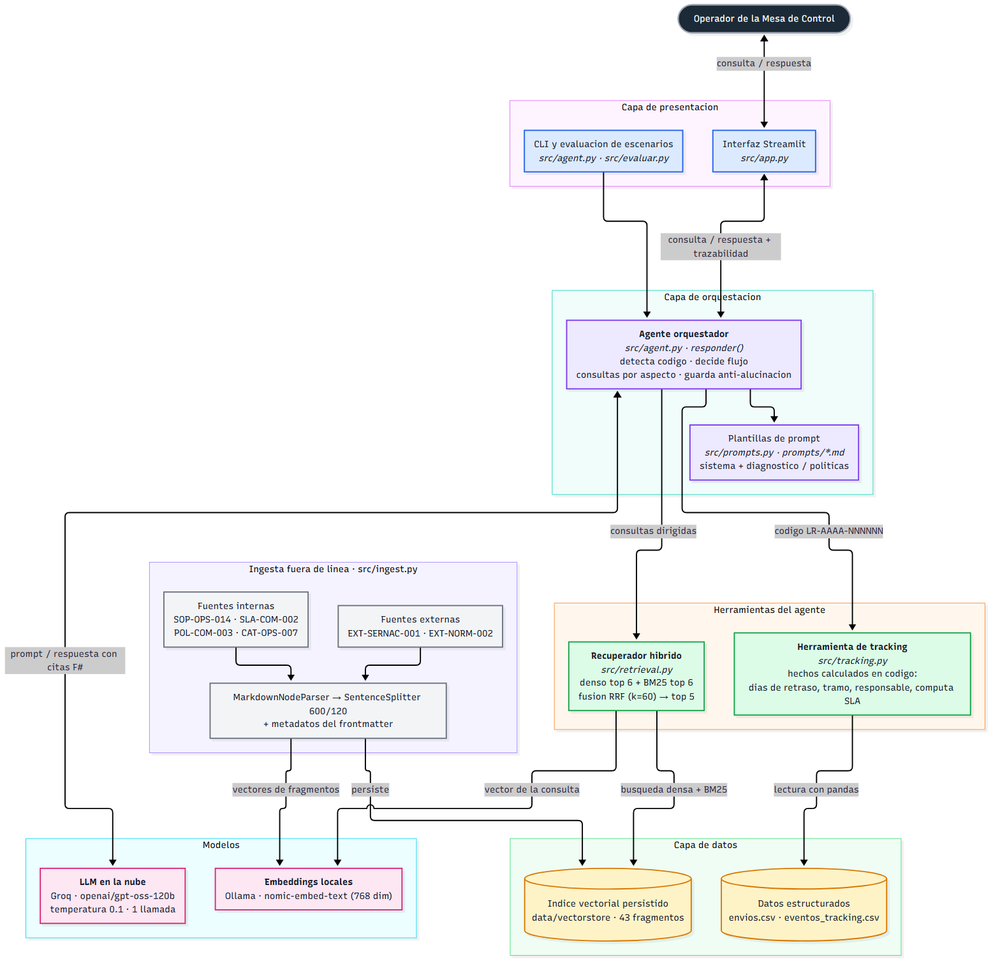 Operador de la Mesa de Control
consulta / respuesta
Capa de presentacion
CLI y evaluacion de escenarios
src/agent.py · src/evaluar.py
Interfaz Streamlit
src/app.py
consulta / respuesta +
trazabilidad
Capa de orquestacion
Agente orquestador
src/agent.py · responder()
detecta codigo · decide flujo
consultas por aspecto · guarda anti-alucinacion
Plantillas de prompt
src/prompts.py · prompts/*.md
sistema + diagnostico / politicas
consultas dirigidas
codigo LR-AAAA-NNNNNN
Ingesta fuera de linea · src/ingest.py
Fuentes internas
SOP-OPS-014 · SLA-COM-002
POL-COM-003 · CAT-OPS-007
Fuentes externas
EXT-SERNAC-001 · EXT-NORM-002
prompt / respuesta con
citas F#
MarkdownNodeParser → SentenceSplitter
600/120
+ metadatos del frontmatter
Herramientas del agente
Recuperador hibrido
src/retrieval.py
denso top 6 + BM25 top 6
fusion RRF (k=60) → top 5
Herramienta de tracking
src/tracking.py
hechos calculados en codigo:
dias de retraso, tramo, responsable, computa
SLA
vectores de fragmentos
persiste
vector de la consulta
busqueda densa + BM25
lectura con pandas
Modelos
LLM en la nube
Groq · openai/gpt-oss-120b
temperatura 0.1 · 1 llamada
Embeddings locales
Ollama · nomic-embed-text (768 dim)
Capa de datos
Indice vectorial persistido
data/vectorstore · 43 fragmentos
Datos estructurados
envios.csv · eventos_tracking.csv